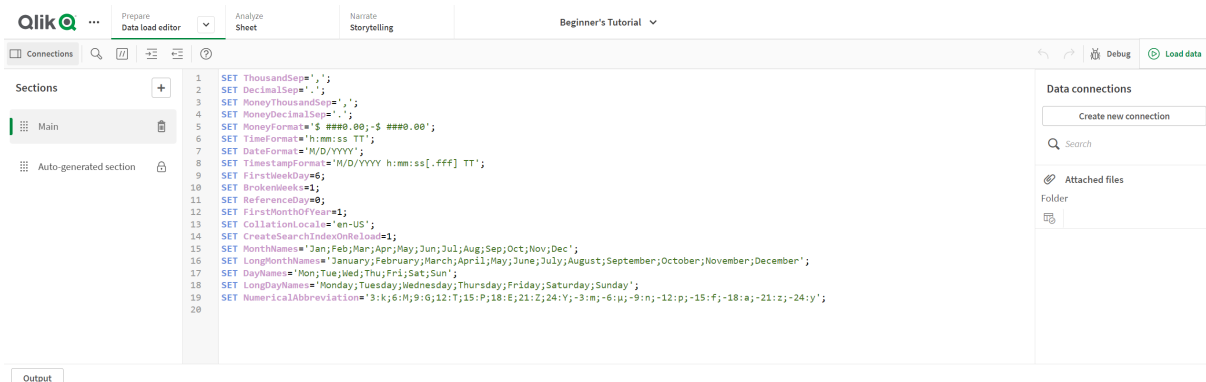 Qlik
...
Prepare
Data load editor
Analyze
Sheet
Narrate
Storytelling
Beginner's Tutorial
Connections
//
?
Debug
Load data
Sections
+
Main
Auto-generated section
1 SET ThousandSep=',';
2 SET DecimalSep='.';
3 SET MoneyThousandSep=',';
4 SET MoneyDecimalSep='.';
5 SET MoneyFormat='$ ###0.00;-$ ###0.00';
6 SET TimeFormat='h:mm:ss TT';
7 SET DateFormat='M/D/YYYY';
8 SET TimestampFormat='M/D/YYYY h:mm:ss[.fff] TT';
9 SET FirstWeekDay=6;
10 SET BrokenWeeks=1;
11 SET ReferenceDay=0;
12 SET FirstMonthOfYear=1;
13 SET CollationLocale='en-US';
14 SET CreateSearchIndexOnReload=1;
15 SET MonthNames='Jan;Feb;Mar;Apr;May;Jun;Jul;Aug;Sep;Oct;Nov;Dec';
16 SET LongMonthNames='January;February;March;April;May;June;July;August;September;October;November;December';
17 SET DayNames='Mon;Tue;Wed;Thu;Fri;Sat;Sun';
18 SET LongDayNames='Monday;Tuesday;Wednesday;Thursday;Friday;Saturday;Sunday';
19 SET NumericalAbbreviation='3:k;6:M;9:G;12:T;15:P;18:E;21:Z;24:Y;-3:m;-6:μ;-9:n;-12:p;-15:f;-18:a;-21:z;-24:y';
20
Data connections
Create new connection
Search
Attached files
Folder
Output